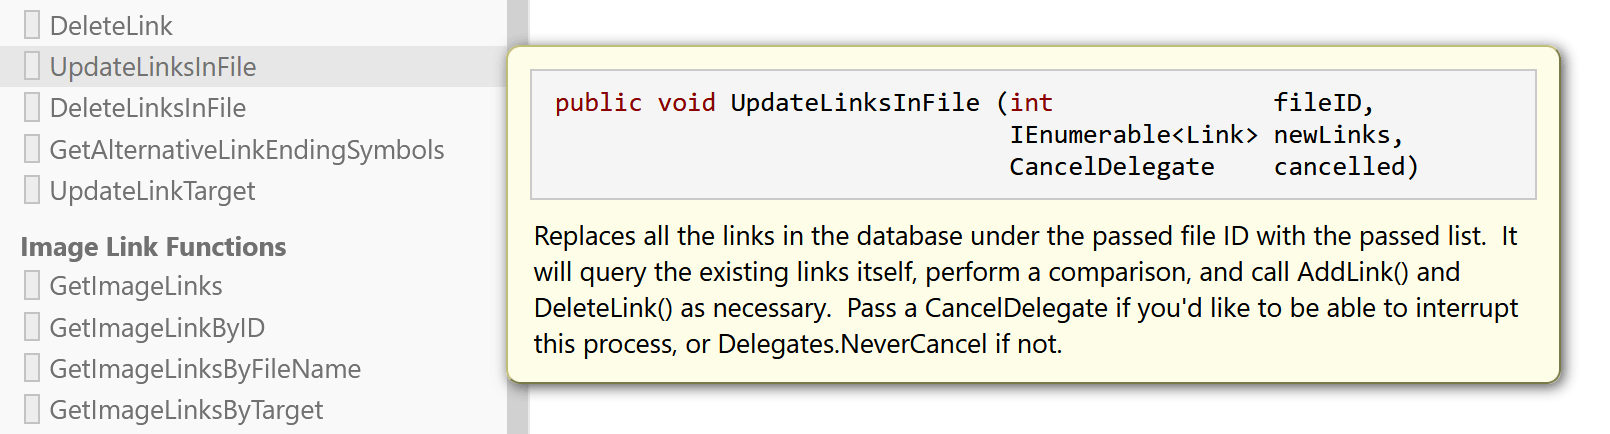 DeleteLink
UpdateLinksInFile
DeleteLinksInFile
GetAlternativeLinkEndingSymbols
UpdateLinkTarget
Image Link Functions
GetImageLinks
GetImageLinkByID
GetImageLinksByFileName
GetImageLinksByTarget
public void UpdateLinksInFile (int fileID,
IEnumerable<Link> newLinks,
CancelDelegate cancelled)
Replaces all the links in the database under the passed file ID with the passed list. It
will query the existing links itself, perform a comparison, and call AddLink() and
DeleteLink() as necessary. Pass a CancelDelegate if you'd like to be able to interrupt
this process, or Delegates.NeverCancel if not.